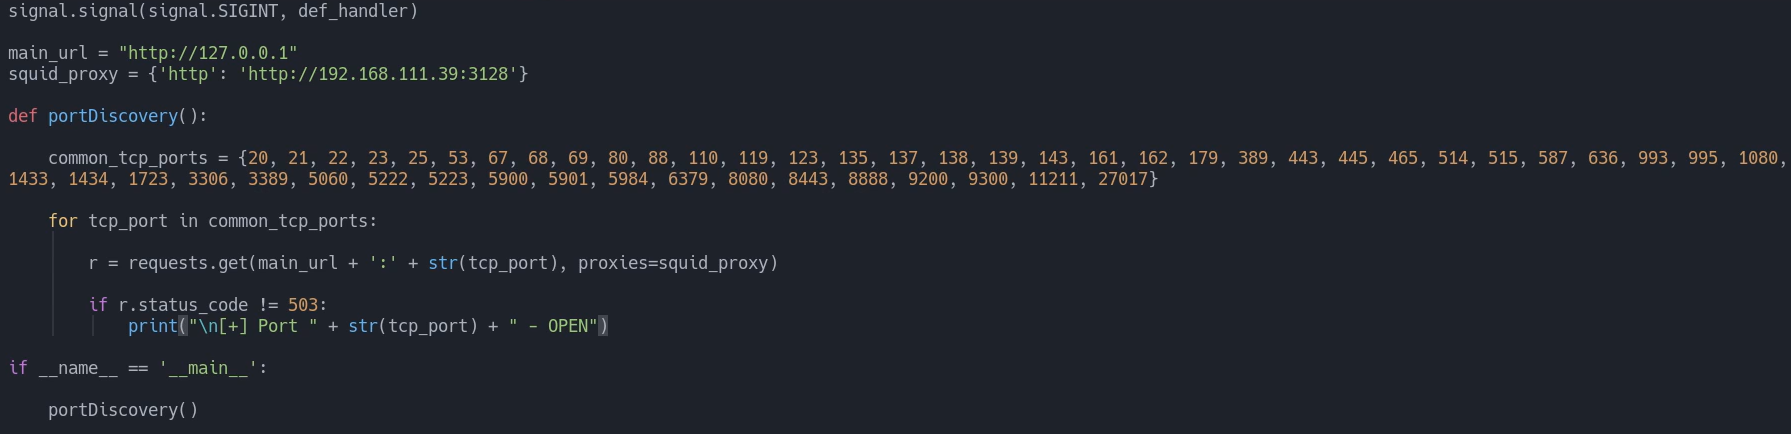 signal.signal(signal.SIGINT, def_handler)
main_url = "http://127.0.0.1"
squid_proxy = {'http': 'http://192.168.111.39:3128'}
def portDiscovery():
common_tcp_ports = {20, 21, 22, 23, 25, 53, 67, 68, 69, 80, 88, 110, 119, 123, 135, 137, 138, 139, 143, 161, 162, 179, 389, 443, 445, 465, 514, 515, 587, 636, 993, 995, 1080,
1433, 1434, 1723, 3306, 3389, 5060, 5222, 5223, 5900, 5901, 5984, 6379, 8080, 8443, 8888, 9200, 9300, 11211, 27017}
for tcp_port in common_tcp_ports:
r = requests.get(main_url + ':' + str(tcp_port), proxies=squid_proxy)
if r.status_code != 503:
print("\n[+] Port " + str(tcp_port) + " - OPEN")
if __name__ == '__main__':
portDiscovery()